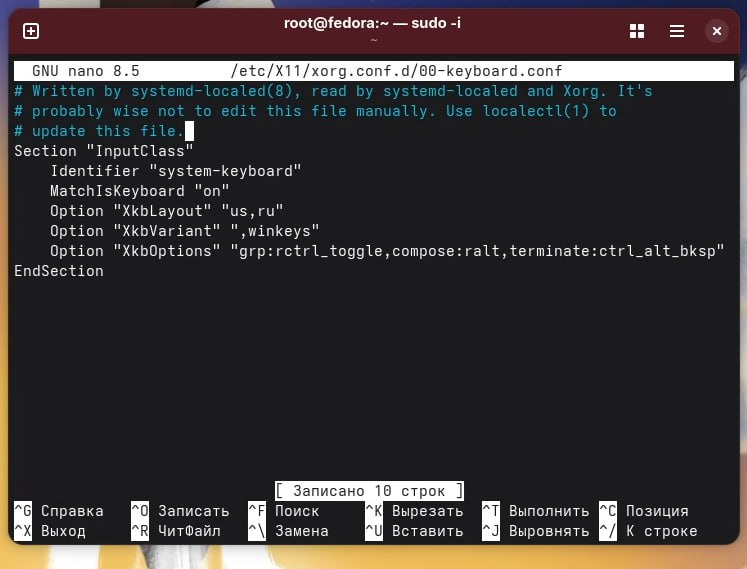 root@fedora:~ — sudo -i
~
GNU nano 8.5 /etc/X11/xorg.conf.d/00-keyboard.conf
# Written by systemd-localed(8), read by systemd-localed and Xorg. It's
# probably wise not to edit this file manually. Use localectl(1) to
# update this file.
Section "InputClass"
    Identifier "system-keyboard"
    MatchIsKeyboard "on"
    Option "XkbLayout" "us,ru"
    Option "XkbVariant" ",winkeys"
    Option "XkbOptions" "grp:rctrl_toggle,compose:ralt,terminate:ctrl_alt_bksp"
EndSection
[ Записано 10 строк ]
^G Справка ^O Записать ^F Поиск ^K Вырезать ^T Выполнить ^C Позиция
^X Выход ^R ЧитФайл ^\ Замена ^U Вставить ^J Выровнять ^/ К строке